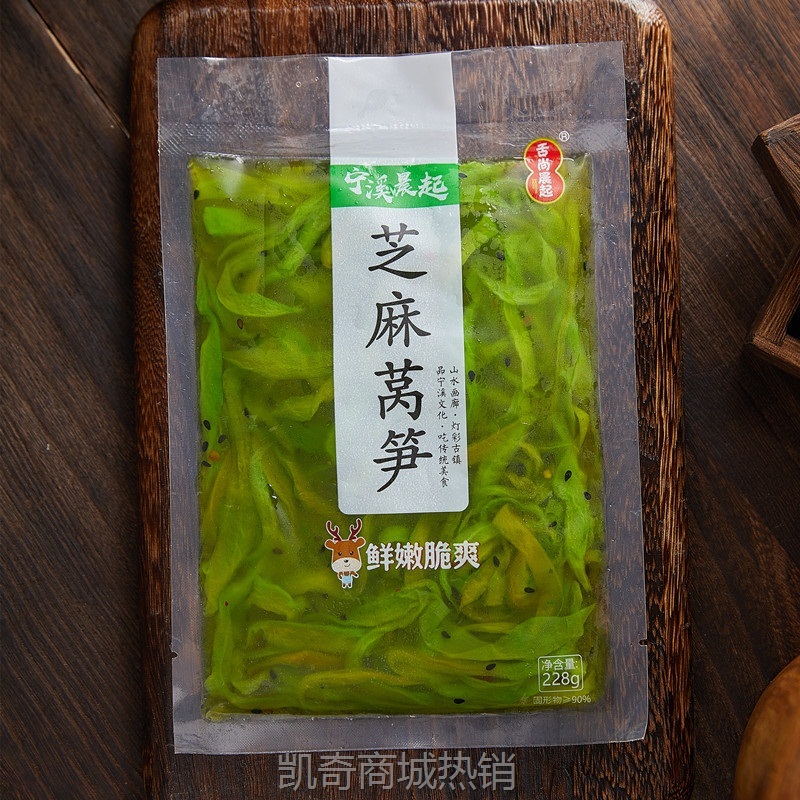 舌尚晨起
®
宁溪晨起
芝麻莴笋
山水画廊·灯彩古镇
品宁溪文化·吃传统美食
鲜嫩脆爽
净含量:
228g
固形物≥90%
凯奇商城热销